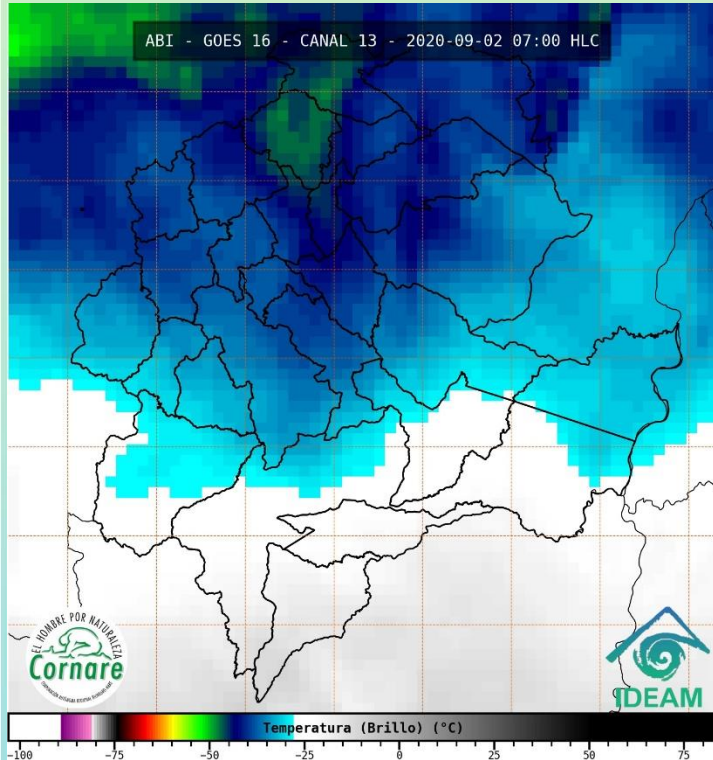 ABI - GOES 16 - CANAL 13 - 2020-09-02 07:00 HLC
EL HOMBRE POR NATURALEZA
Cornare
IDEAM
Temperatura (Brillo) (°C)
−100 −75 −50 −25 0 25 50 75